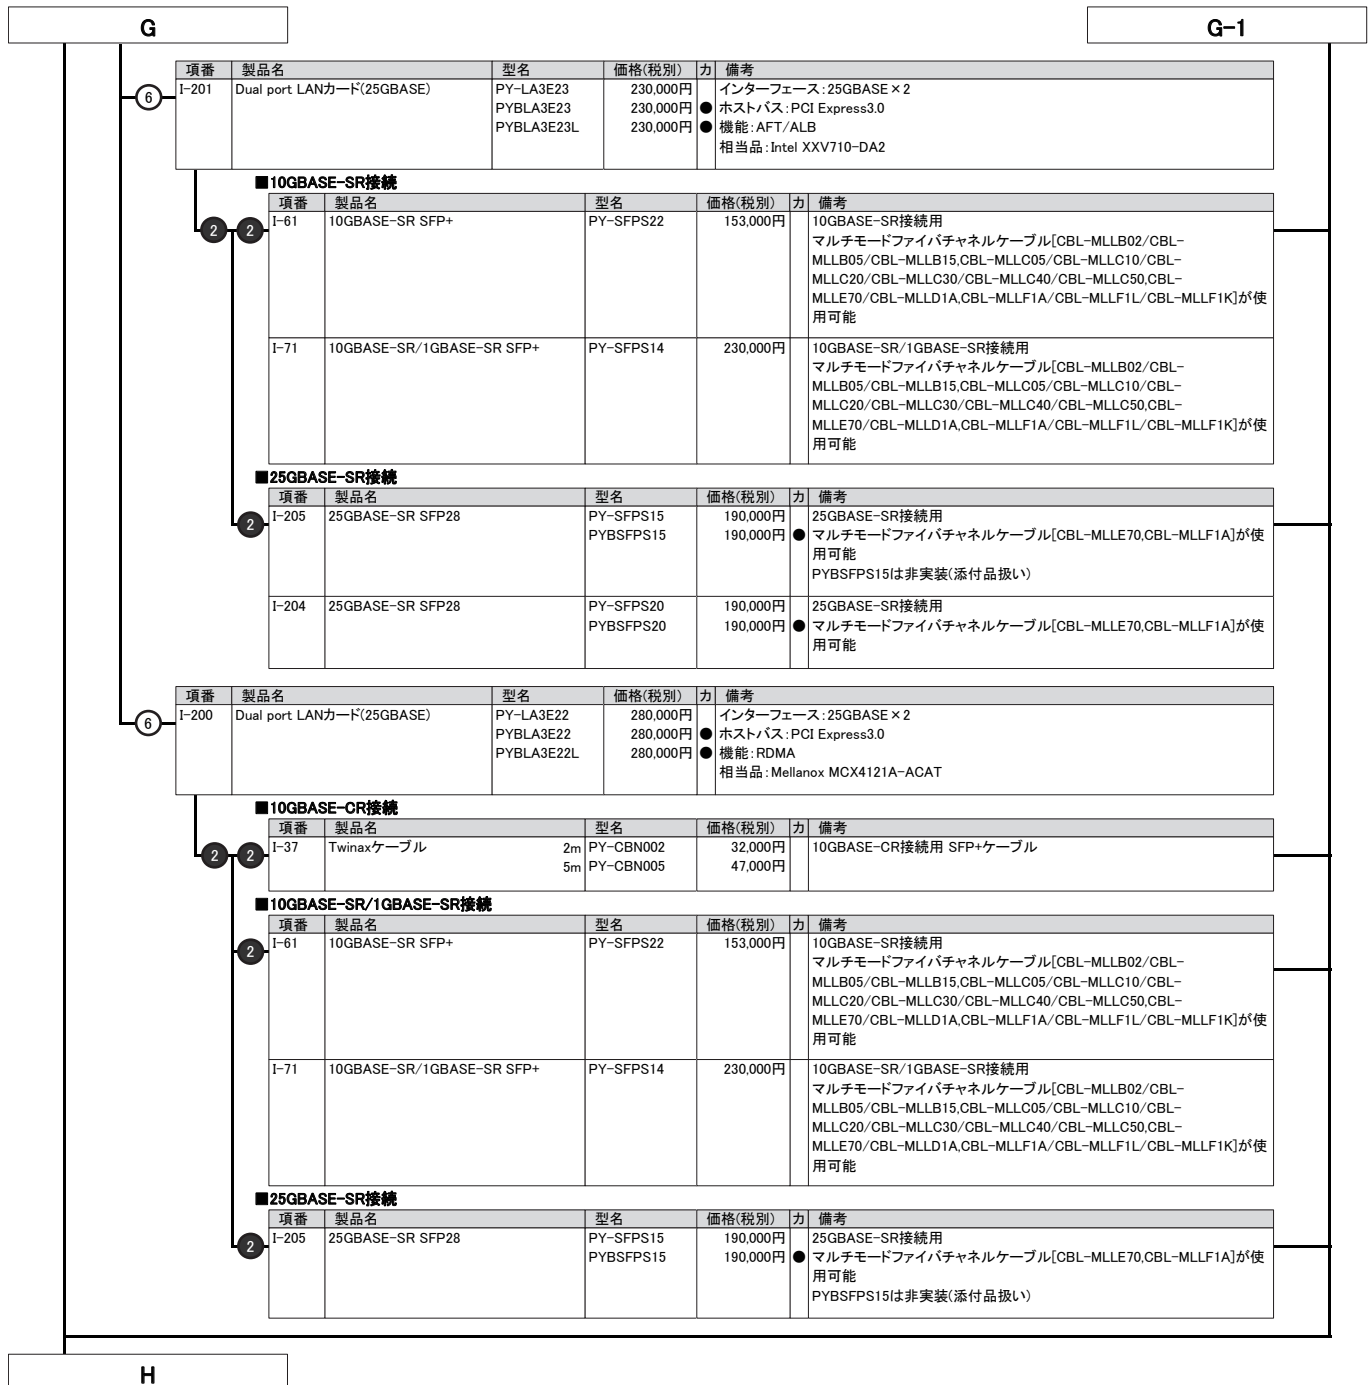 G
G-1
項番 製品名 型名 価格(税別) カ 備考
6
I-201 Dual port LANカード(25GBASE) PY-LA3E23 230,000円 インターフェース:25GBASE×2
PYBLA3E23 230,000円 ● ホストバス:PCI Express3.0
PYBLA3E23L 230,000円 ● 機能:AFT/ALB
相当品:Intel XXV710-DA2
■10GBASE-SR接続
項番 製品名 型名 価格(税別) カ 備考
2 2
I-61 10GBASE-SR SFP+ PY-SFPS22 153,000円 10GBASE-SR接続用
マルチモードファイバチャネルケーブル[CBL-MLLB02/CBL-
MLLB05/CBL-MLLB15,CBL-MLLC05/CBL-MLLC10/CBL-
MLLC20/CBL-MLLC30/CBL-MLLC40/CBL-MLLC50,CBL-
MLLE70/CBL-MLLD1A,CBL-MLLF1A/CBL-MLLF1L/CBL-MLLF1K]が使
用可能
I-71 10GBASE-SR/1GBASE-SR SFP+ PY-SFPS14 230,000円 10GBASE-SR/1GBASE-SR接続用
マルチモードファイバチャネルケーブル[CBL-MLLB02/CBL-
MLLB05/CBL-MLLB15,CBL-MLLC05/CBL-MLLC10/CBL-
MLLC20/CBL-MLLC30/CBL-MLLC40/CBL-MLLC50,CBL-
MLLE70/CBL-MLLD1A,CBL-MLLF1A/CBL-MLLF1L/CBL-MLLF1K]が使
用可能
■25GBASE-SR接続
項番 製品名 型名 価格(税別) カ 備考
2
I-205 25GBASE-SR SFP28 PY-SFPS15 190,000円 25GBASE-SR接続用
PYBSFPS15 190,000円 ● マルチモードファイバチャネルケーブル[CBL-MLLE70,CBL-MLLF1A]が使
用可能
PYBSFPS15は非実装(添付品扱い)
I-204 25GBASE-SR SFP28 PY-SFPS20 190,000円 25GBASE-SR接続用
PYBSFPS20 190,000円 ● マルチモードファイバチャネルケーブル[CBL-MLLE70,CBL-MLLF1A]が使
用可能
項番 製品名 型名 価格(税別) カ 備考
6
I-200 Dual port LANカード(25GBASE) PY-LA3E22 280,000円 インターフェース:25GBASE×2
PYBLA3E22 280,000円 ● ホストバス:PCI Express3.0
PYBLA3E22L 280,000円 ● 機能:RDMA
相当品:Mellanox MCX4121A-ACAT
■10GBASE-CR接続
項番 製品名 型名 価格(税別) カ 備考
2 2
I-37 Twinaxケーブル 2m PY-CBN002 32,000円 10GBASE-CR接続用 SFP+ケーブル
5m PY-CBN005 47,000円
■10GBASE-SR/1GBASE-SR接続
項番 製品名 型名 価格(税別) カ 備考
2
I-61 10GBASE-SR SFP+ PY-SFPS22 153,000円 10GBASE-SR接続用
マルチモードファイバチャネルケーブル[CBL-MLLB02/CBL-
MLLB05/CBL-MLLB15,CBL-MLLC05/CBL-MLLC10/CBL-
MLLC20/CBL-MLLC30/CBL-MLLC40/CBL-MLLC50,CBL-
MLLE70/CBL-MLLD1A,CBL-MLLF1A/CBL-MLLF1L/CBL-MLLF1K]が使
用可能
I-71 10GBASE-SR/1GBASE-SR SFP+ PY-SFPS14 230,000円 10GBASE-SR/1GBASE-SR接続用
マルチモードファイバチャネルケーブル[CBL-MLLB02/CBL-
MLLB05/CBL-MLLB15,CBL-MLLC05/CBL-MLLC10/CBL-
MLLC20/CBL-MLLC30/CBL-MLLC40/CBL-MLLC50,CBL-
MLLE70/CBL-MLLD1A,CBL-MLLF1A/CBL-MLLF1L/CBL-MLLF1K]が使
用可能
■25GBASE-SR接続
項番 製品名 型名 価格(税別) カ 備考
2
I-205 25GBASE-SR SFP28 PY-SFPS15 190,000円 25GBASE-SR接続用
PYBSFPS15 190,000円 ● マルチモードファイバチャネルケーブル[CBL-MLLE70,CBL-MLLF1A]が使
用可能
PYBSFPS15は非実装(添付品扱い)
H